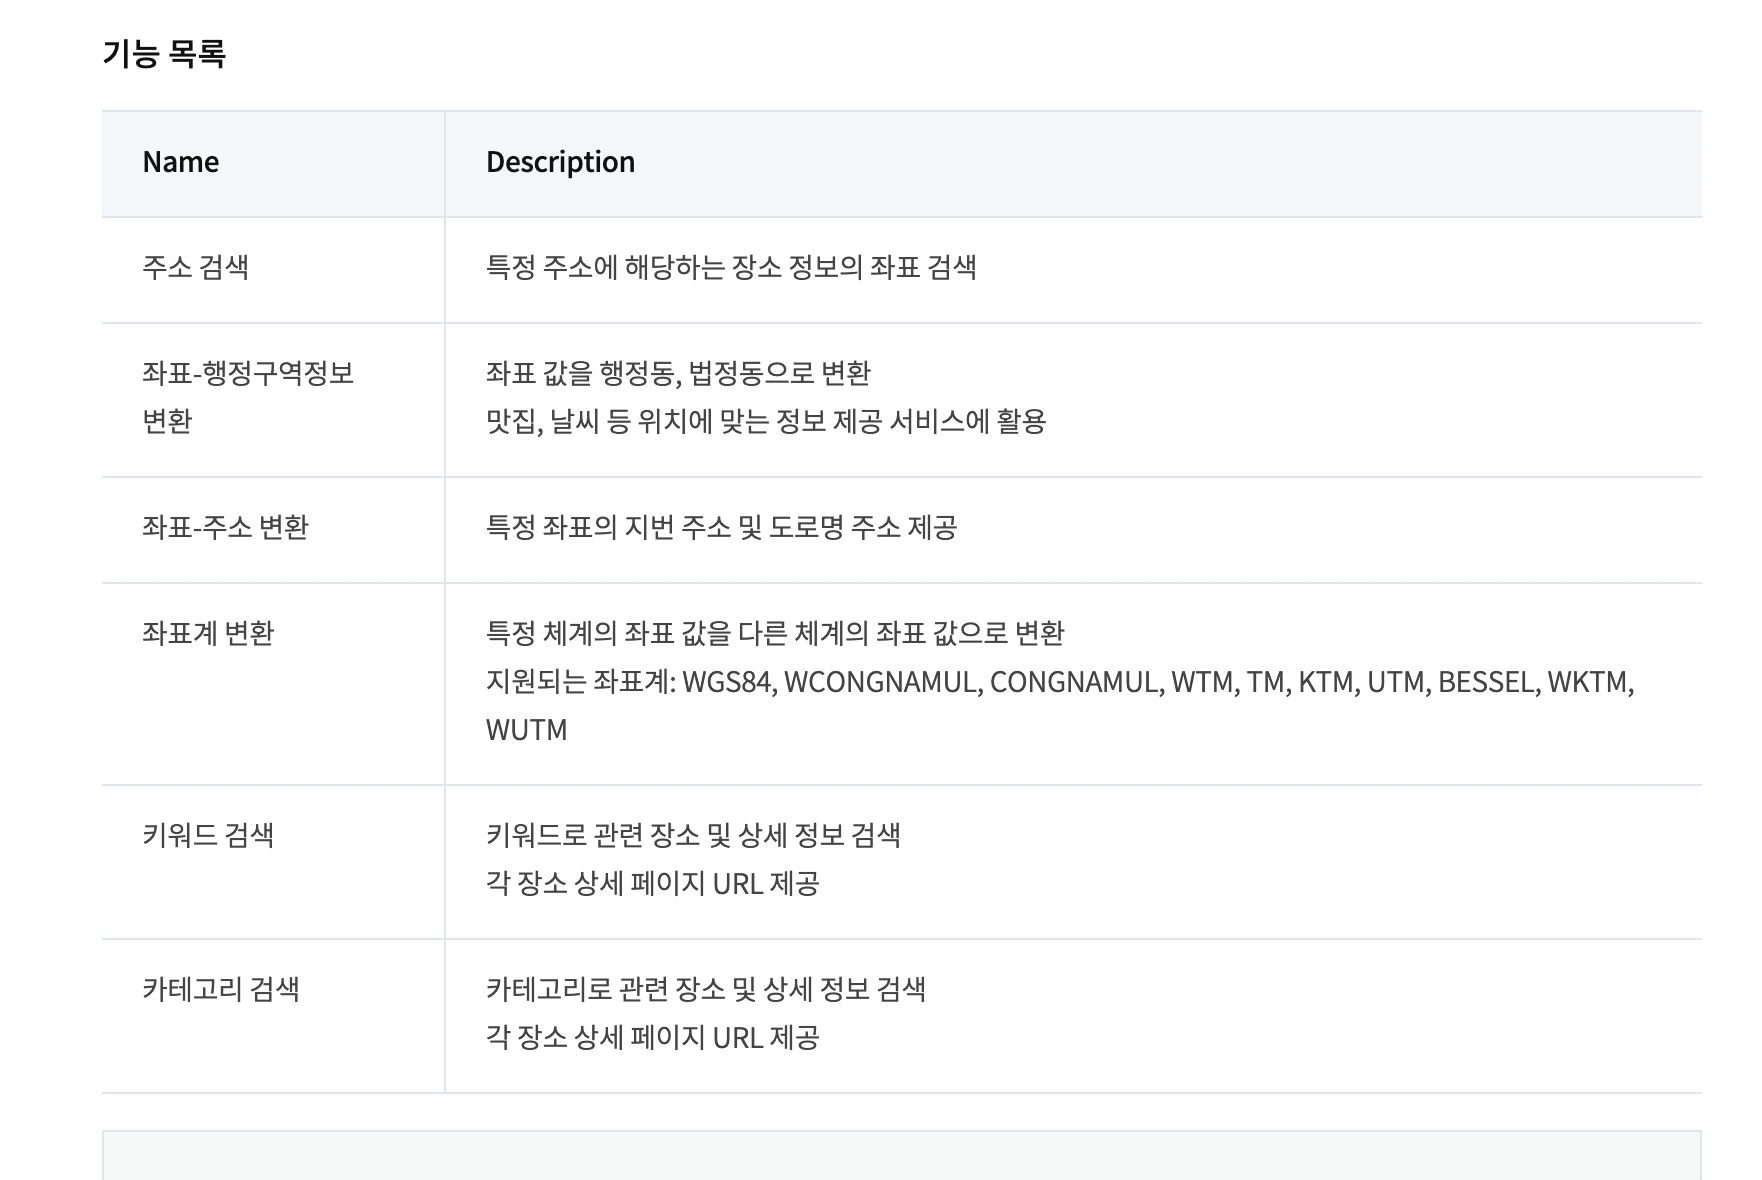 기능 목록
Name
Description
주소 검색
특정 주소에 해당하는 장소 정보의 좌표 검색
좌표-행정구역정보
변환
좌표 값을 행정동, 법정동으로 변환
맛집, 날씨 등 위치에 맞는 정보 제공 서비스에 활용
좌표-주소 변환
특정 좌표의 지번 주소 및 도로명 주소 제공
좌표계 변환
특정 체계의 좌표 값을 다른 체계의 좌표 값으로 변환
지원되는 좌표계: WGS84, WCONGNAMUL, CONGNAMUL, WTM, TM, KTM, UTM, BESSEL, WKTM,
WUTM
키워드 검색
키워드로 관련 장소 및 상세 정보 검색
각 장소 상세 페이지 URL 제공
카테고리 검색
카테고리로 관련 장소 및 상세 정보 검색
각 장소 상세 페이지 URL 제공